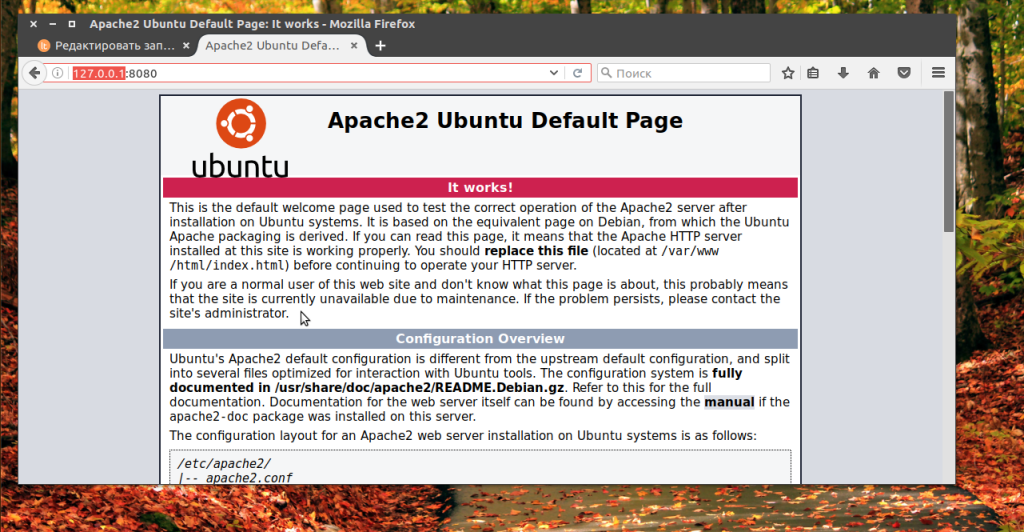 Apache2 Ubuntu Default Page: It works - Mozilla Firefox
lt Редактировать зап...
Apache2 Ubuntu Defa...
127.0.0.1:8080
Поиск
ubuntu
Apache2 Ubuntu Default Page
It works!
This is the default welcome page used to test the correct operation of the Apache2 server after
installation on Ubuntu systems. It is based on the equivalent page on Debian, from which the Ubuntu
Apache packaging is derived. If you can read this page, it means that the Apache HTTP server
installed at this site is working properly. You should replace this file (located at /var/www
/html/index.html) before continuing to operate your HTTP server.
If you are a normal user of this web site and don't know what this page is about, this probably means
that the site is currently unavailable due to maintenance. If the problem persists, please contact the
site's administrator.
Configuration Overview
Ubuntu's Apache2 default configuration is different from the upstream default configuration, and split
into several files optimized for interaction with Ubuntu tools. The configuration system is fully
documented in /usr/share/doc/apache2/README.Debian.gz. Refer to this for the full
documentation. Documentation for the web server itself can be found by accessing the manual if the
apache2-doc package was installed on this server.
The configuration layout for an Apache2 web server installation on Ubuntu systems is as follows:
/etc/apache2/
|-- apache2.conf